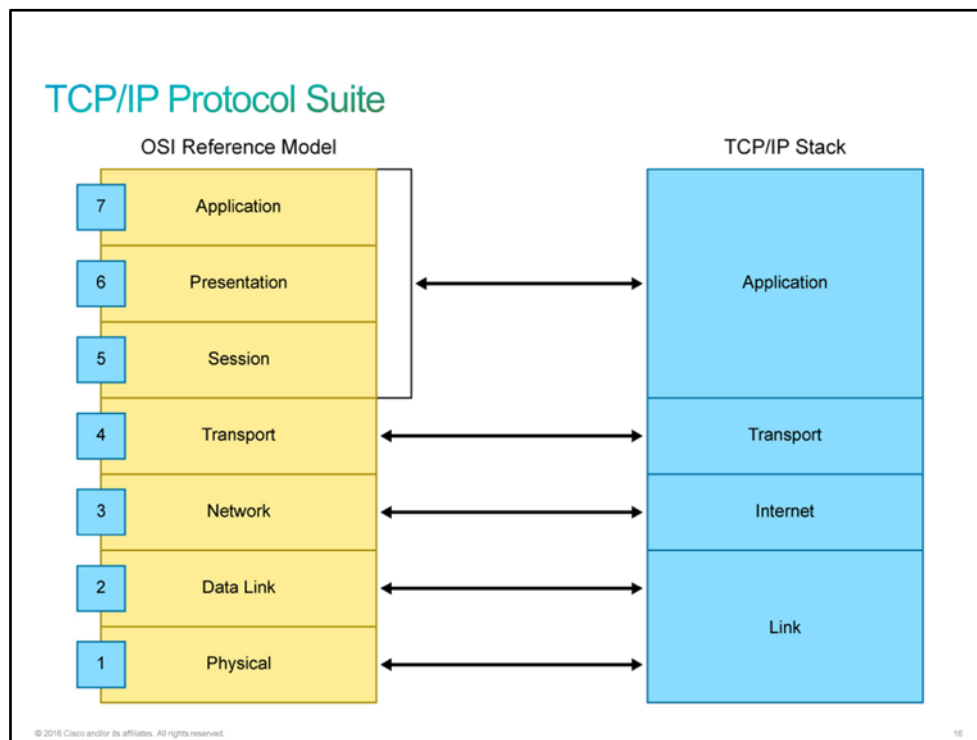 TCP/IP Protocol Suite
OSI Reference Model
TCP/IP Stack
7
Application
6
Presentation
5
Session
4
Transport
3
Network
2
Data Link
1
Physical
Application
Transport
Internet
Link
© 2016 Cisco and/or its affiliates. All rights reserved.
16